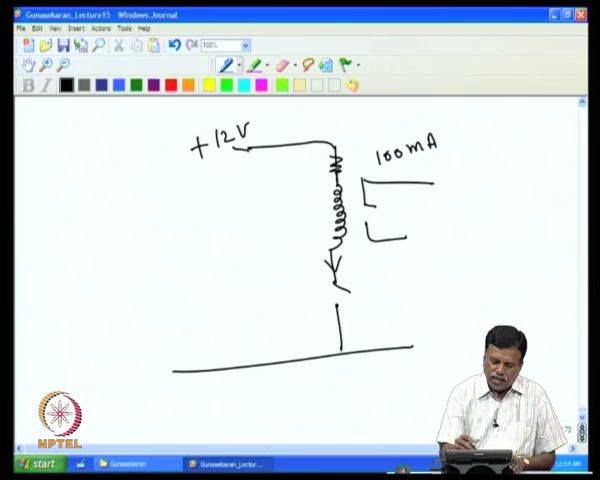 Gunasekaran_Lecture15 - Windows Journal
File Edit View Insert Actions Tools Help
100%
B I
+12V
100mA
NPTEL
73
start Gunasekaran Gunasekaran_Lectur... 12:54 AM